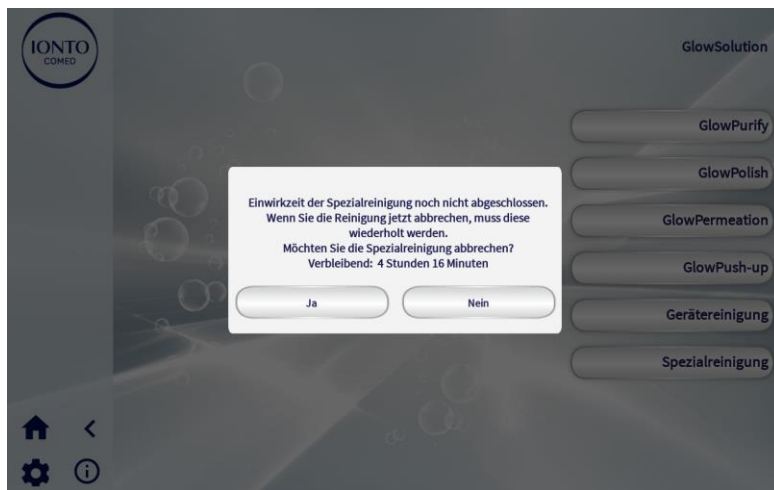 IONTO
COMED
GlowSolution
GlowPurify
GlowPolish
GlowPermeation
GlowPush-up
Gerätereinigung
Spezialreinigung
Einwirkzeit der Spezialreinigung noch nicht abgeschlossen.
Wenn Sie die Reinigung jetzt abbrechen, muss diese
wiederholt werden.
Möchten Sie die Spezialreinigung abbrechen?
Verbleibend: 4 Stunden 16 Minuten
Ja
Nein